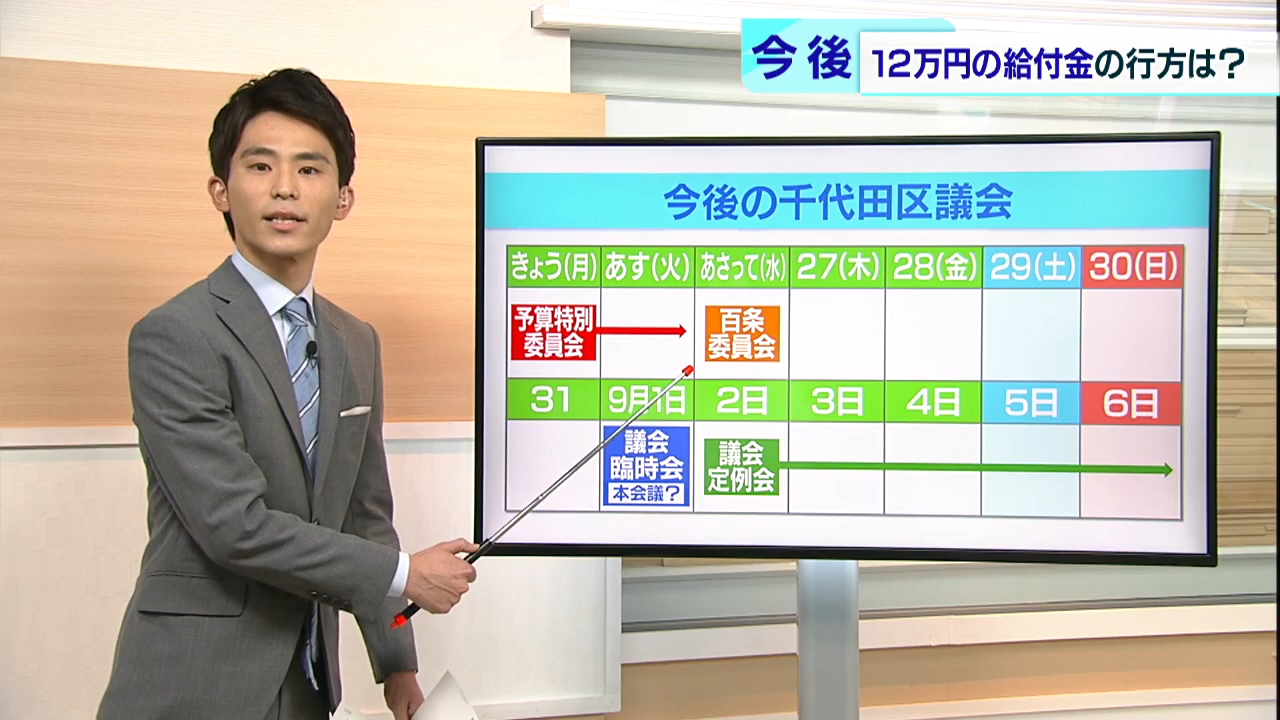 今後 12万円の給付金の行方は?
今後の千代田区議会
きょう(月) あす(火) あさって(水) 27(木) 28(金) 29(土) 30(日)
予算特別
委員会
百条
委員会
31 9月1日 2日 3日 4日 5日 6日
議会
臨時会
本会議?
議会
定例会